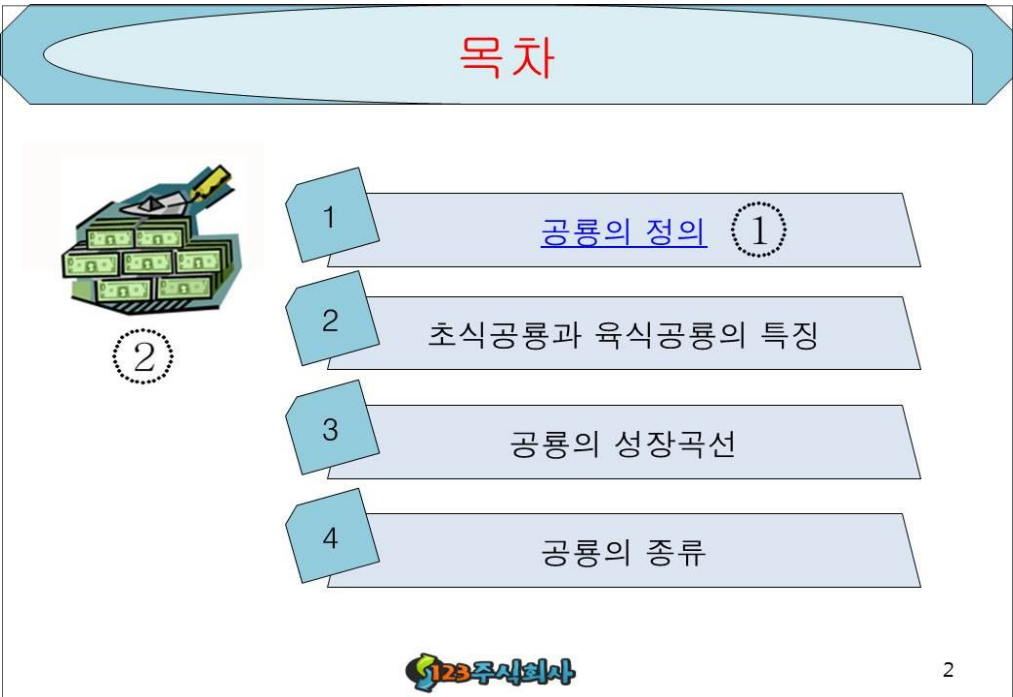 목차
1
공룡의 정의 ①
2
초식공룡과 육식공룡의 특징
②
3
공룡의 성장곡선
4
공룡의 종류
123주식회사
2